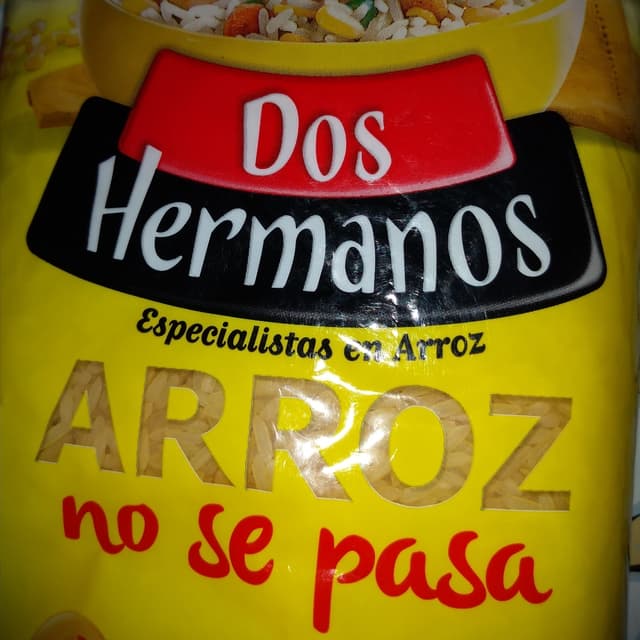 Dos
Hermanos
Especialistas en Arroz
ARROZ
no se pasa